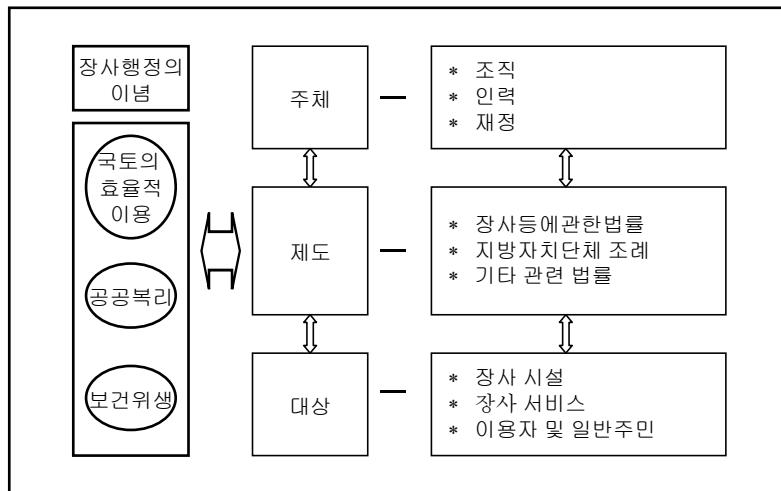 장사행정의
이념
국토의
효율적
이용
공공복리
보건위생
주체
* 조직
* 인력
* 재정
제도
* 장사등에관한법률
* 지방자치단체 조례
* 기타 관련 법률
대상
* 장사 시설
* 장사 서비스
* 이용자 및 일반주민